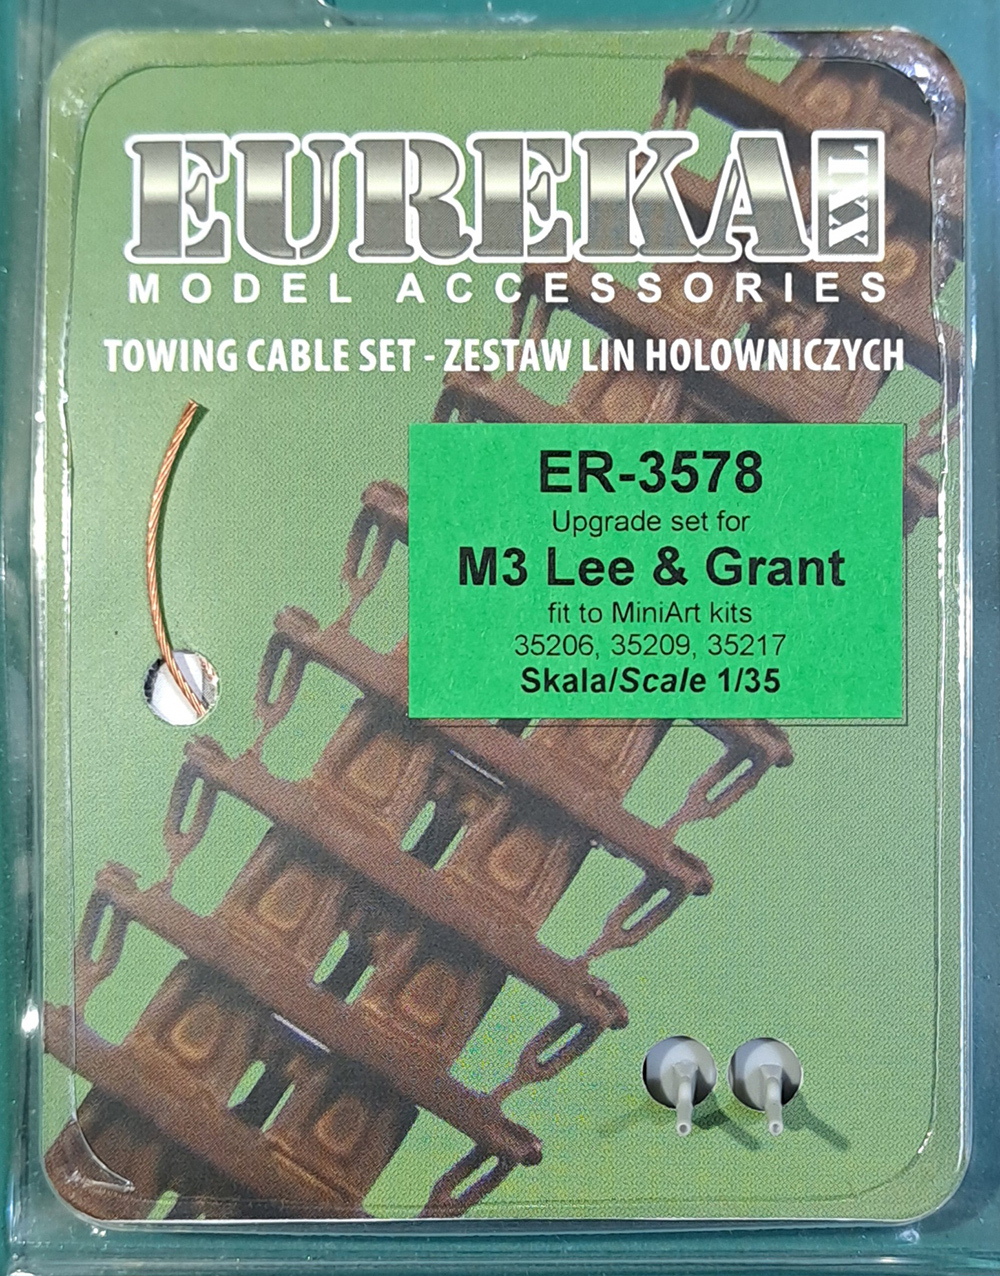 EUREKA XXL
MODEL ACCESSORIES
TOWING CABLE SET - ZESTAW LIN HOLOWNICZYCH
ER-3578
Upgrade set for
M3 Lee & Grant
fit to MiniArt kits
35206, 35209, 35217
Skala/Scale 1/35